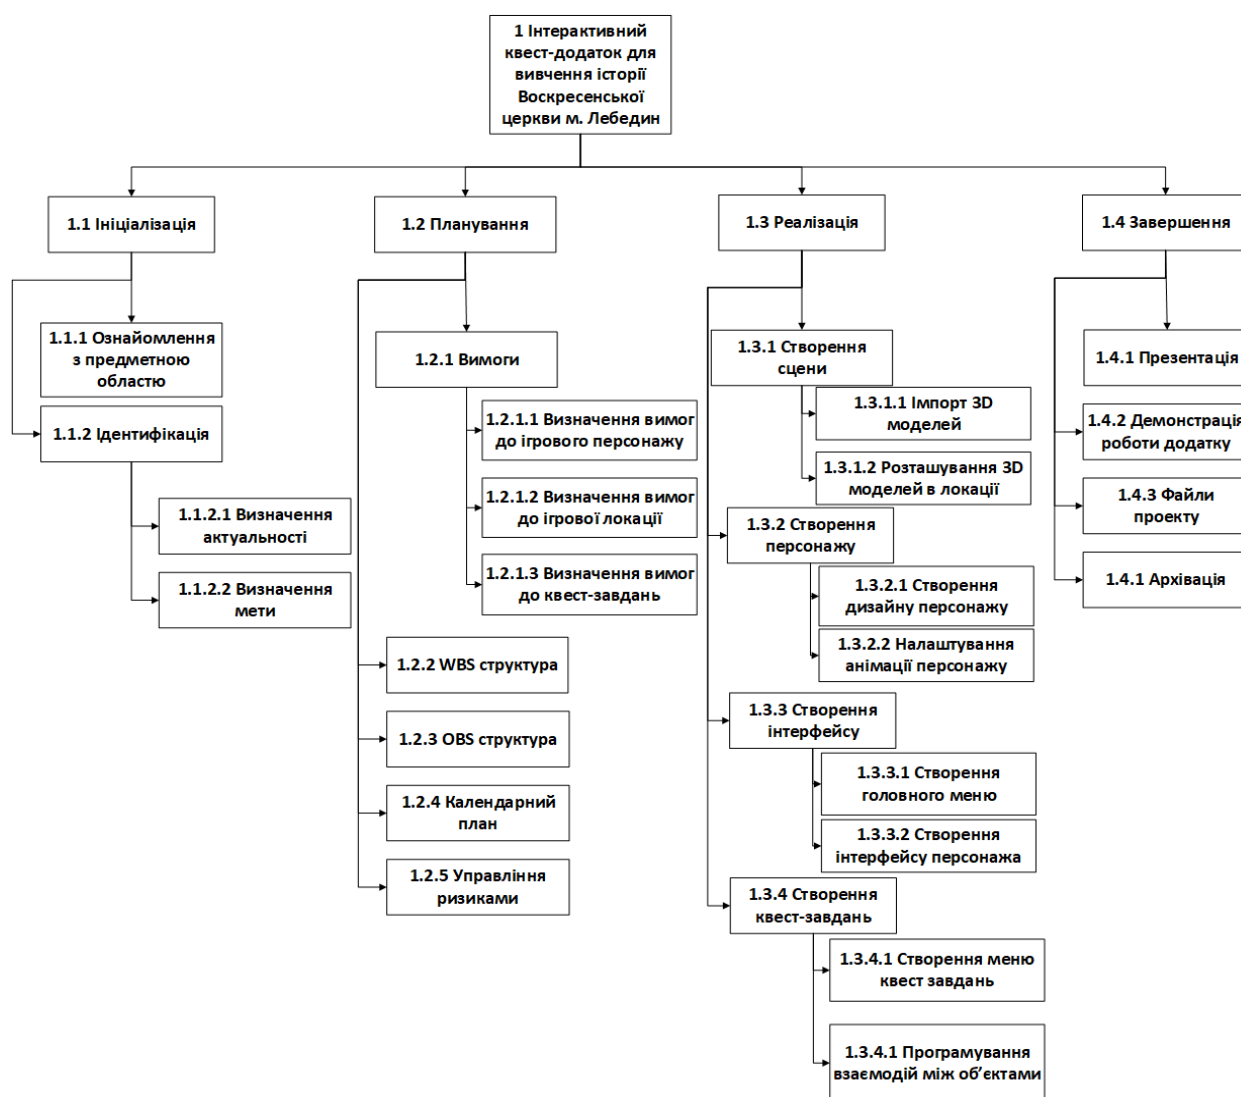 1 Інтерактивний
квест-додаток для
вивчення історії
Воскресенської
церкви м. Лебедин
1.1 Ініціалізація
1.2 Планування
1.3 Реалізація
1.4 Завершення
1.1.1 Ознайомлення
з предметною
областю
1.1.2 Ідентифікація
1.1.2.1 Визначення
актуальності
1.1.2.2 Визначення
мети
1.2.1 Вимоги
1.2.1.1 Визначення вимог
до ігрового персонажу
1.2.1.2 Визначення вимог
до ігрової локації
1.2.1.3 Визначення вимог
до квест-завдань
1.2.2 WBS структура
1.2.3 OBS структура
1.2.4 Календарний
план
1.2.5 Управління
ризиками
1.3.1 Створення
сцени
1.3.1.1 Імпорт 3D
моделей
1.3.1.2 Розташування 3D
моделей в локації
1.3.2 Створення
персонажу
1.3.2.1 Створення
дизайну персонажу
1.3.2.2 Налаштування
анімації персонажу
1.3.3 Створення
інтерфейсу
1.3.3.1 Створення
головного меню
1.3.3.2 Створення
інтерфейсу персонажа
1.3.4 Створення
квест-завдань
1.3.4.1 Створення меню
квест завдань
1.3.4.1 Програмування
взаємодій між об’єктами
1.4.1 Презентація
1.4.2 Демонстрація
роботи додатку
1.4.3 Файли
проекту
1.4.1 Архівація